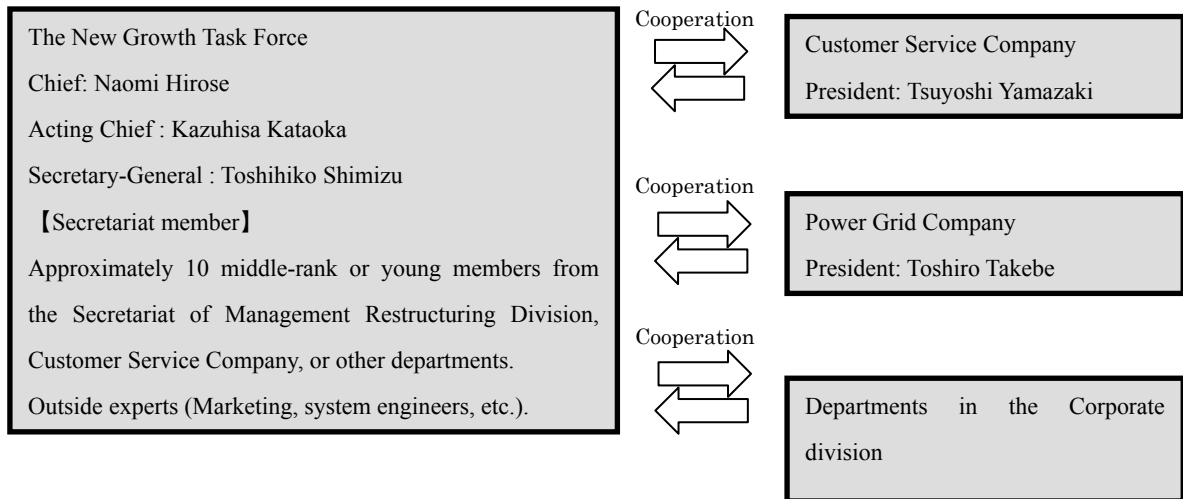 The New Growth Task Force
Chief: Naomi Hirose
Acting Chief : Kazuhisa Kataoka
Secretary-General : Toshihiko Shimizu
【Secretariat member】
Approximately 10 middle-rank or young members from
the Secretariat of Management Restructuring Division,
Customer Service Company, or other departments.
Outside experts (Marketing, system engineers, etc.).
Cooperation
Customer Service Company
President: Tsuyoshi Yamazaki
Cooperation
Power Grid Company
President: Toshiro Takebe
Cooperation
Departments in the Corporate
division